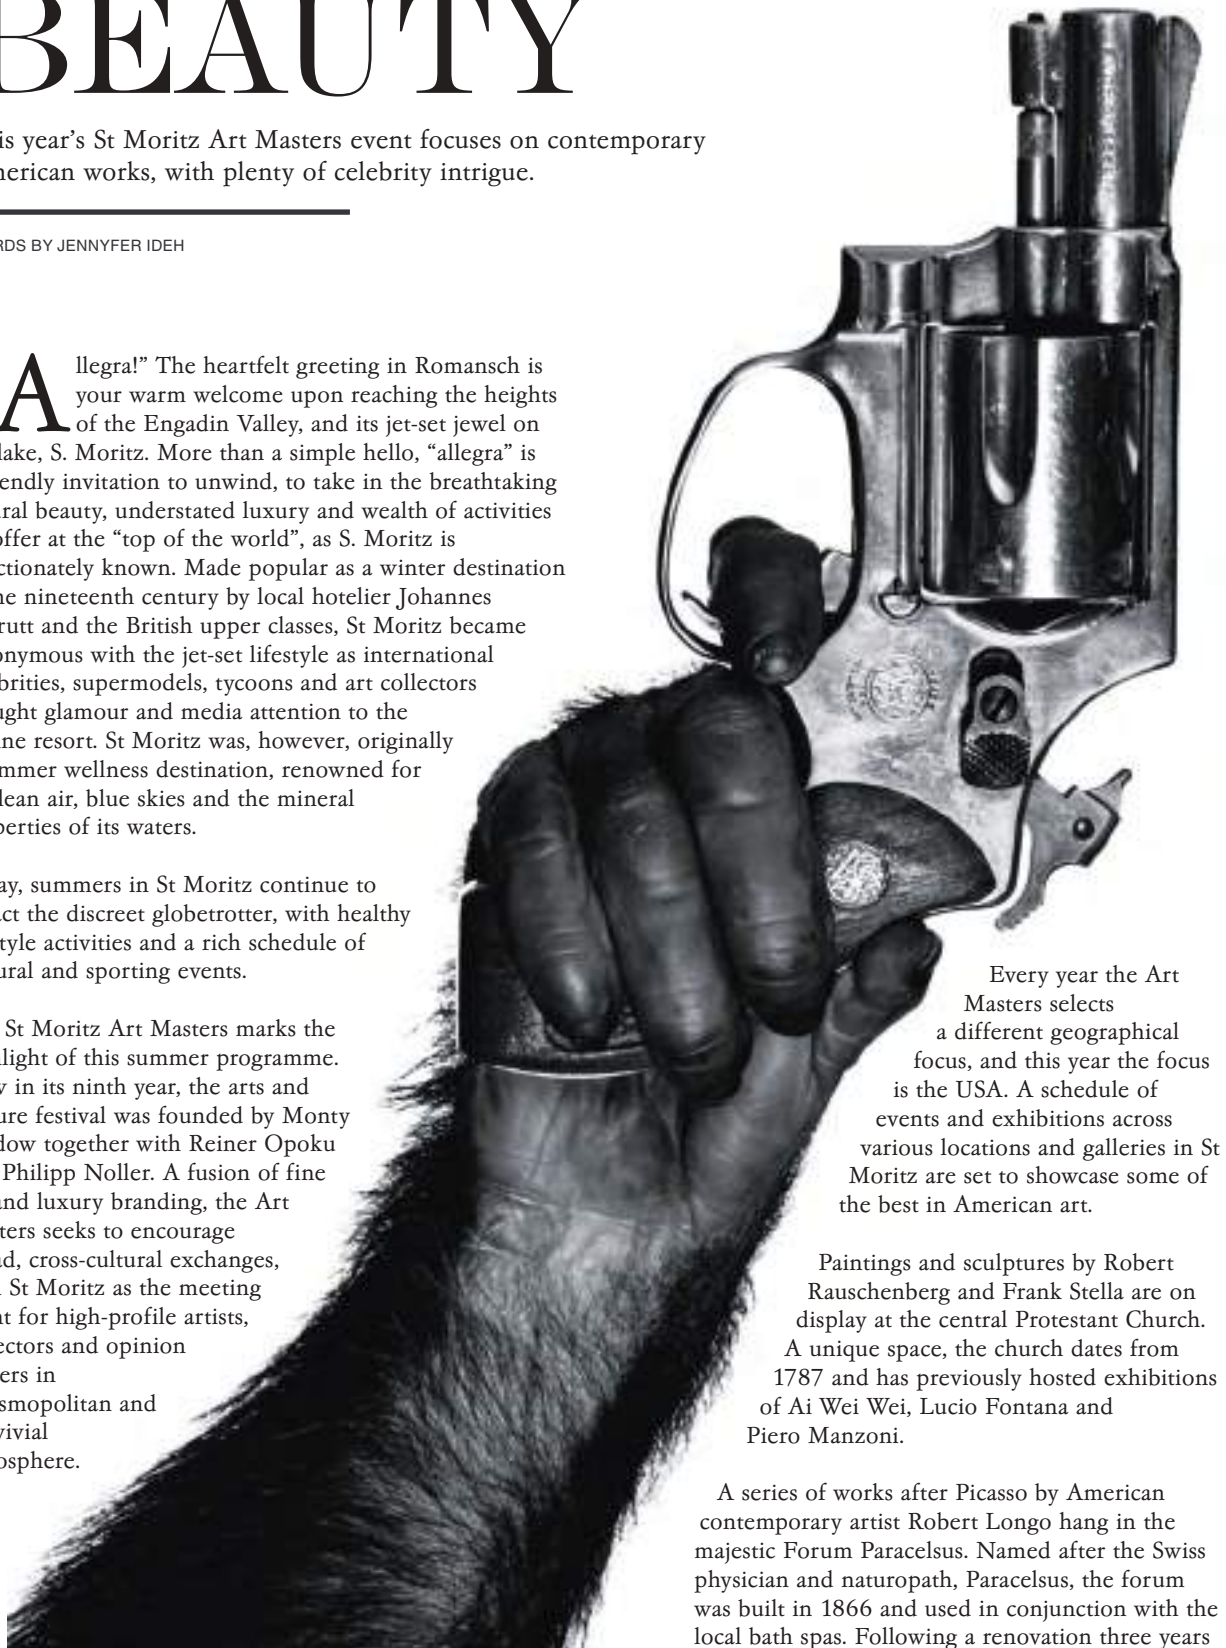 BEAUTY
is year's St Moritz Art Masters event focuses on contemporary
erican works, with plenty of celebrity intrigue.
RDS BY JENNYFER IDEH
Allegra!” The heartfelt greeting in Romansch is
your warm welcome upon reaching the heights
of the Engadin Valley, and its jet-set jewel on
lake, S. Moritz. More than a simple hello, “allegra” is
endly invitation to unwind, to take in the breathtaking
ral beauty, understated luxury and wealth of activities
offer at the “top of the world”, as S. Moritz is
ctionately known. Made popular as a winter destination
he nineteenth century by local hotelier Johannes
rutt and the British upper classes, St Moritz became
onymous with the jet-set lifestyle as international
brities, supermodels, tycoons and art collectors
ught glamour and media attention to the
ine resort. St Moritz was, however, originally
mmer wellness destination, renowned for
lean air, blue skies and the mineral
perties of its waters.
ay, summers in St Moritz continue to
act the discreet globetrotter, with healthy
style activities and a rich schedule of
ural and sporting events.
St Moritz Art Masters marks the
hlight of this summer programme.
w in its ninth year, the arts and
ure festival was founded by Monty
dow together with Reiner Opoku
Philipp Noller. A fusion of fine
and luxury branding, the Art
ters seeks to encourage
ad, cross-cultural exchanges,
St Moritz as the meeting
nt for high-profile artists,
ectors and opinion
ers in
smopolitan and
vivial
osphere.
Every year the Art
Masters selects
a different geographical
focus, and this year the focus
is the USA. A schedule of
events and exhibitions across
various locations and galleries in St
Moritz are set to showcase some of
the best in American art.
Paintings and sculptures by Robert
Rauschenberg and Frank Stella are on
display at the central Protestant Church.
A unique space, the church dates from
1787 and has previously hosted exhibitions
of Ai Wei Wei, Lucio Fontana and
Piero Manzoni.
A series of works after Picasso by American
contemporary artist Robert Longo hang in the
majestic Forum Paracelsus. Named after the Swiss
physician and naturopath, Paracelsus, the forum
was built in 1866 and used in conjunction with the
local bath spas. Following a renovation three years